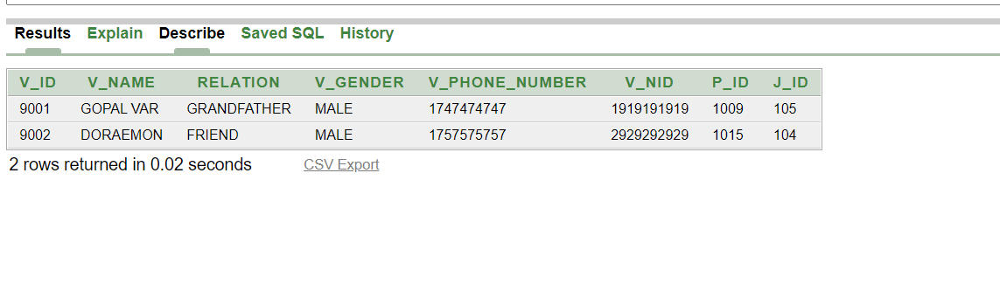 Results Explain Describe Saved SQL History
V_ID V_NAME RELATION V_GENDER V_PHONE_NUMBER V_NID P_ID J_ID
9001 GOPAL VAR GRANDFATHER MALE 1747474747 1919191919 1009 105
9002 DORAEMON FRIEND MALE 1757575757 2929292929 1015 104
2 rows returned in 0.02 seconds CSV Export